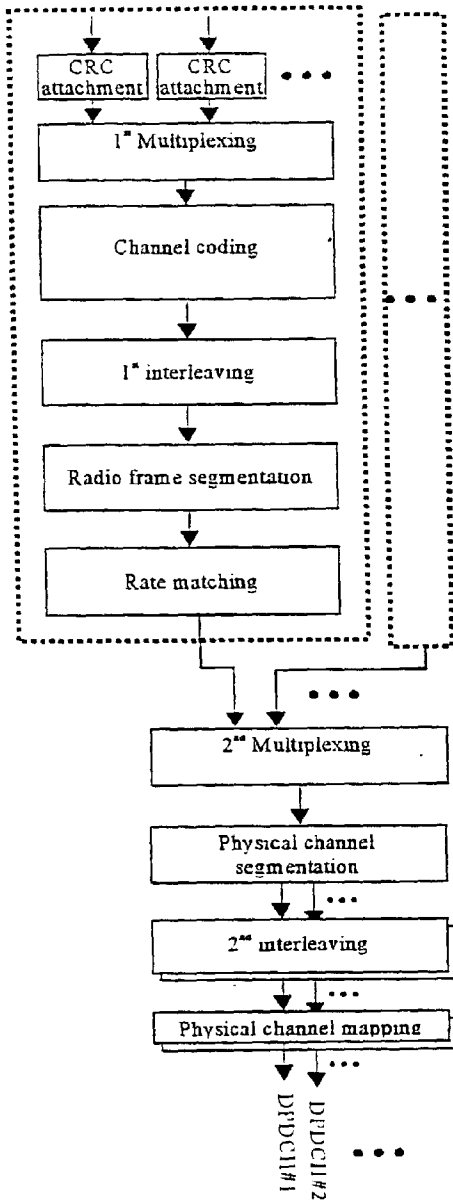 CRC
attachment
CRC
attachment
1st Multiplexing
Channel coding
1st interleaving
Radio frame segmentation
Rate matching
2nd Multiplexing
Physical channel
segmentation
2nd interleaving
Physical channel mapping
DPDCH#1
DPDCH#2